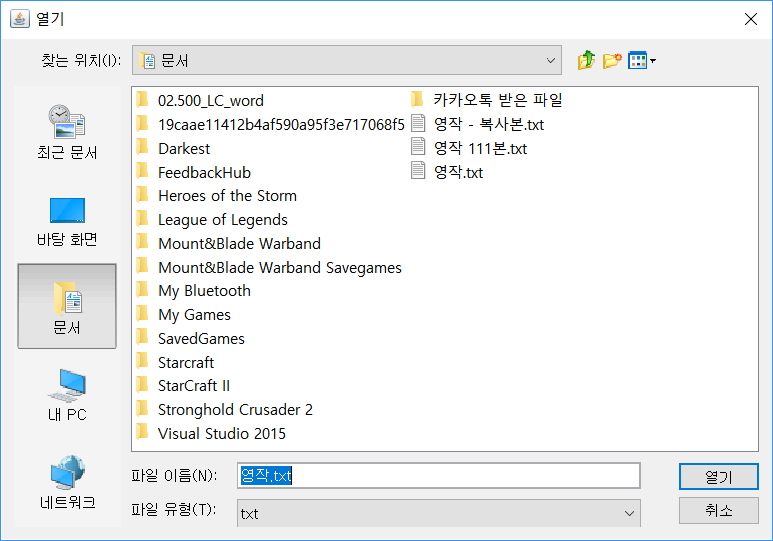 열기
찾는 위치(I):
문서
최근 문서
바탕 화면
문서
내 PC
네트워크
02.500_LC_word
19caae11412b4af590a95f3e717068f5
Darkest
FeedbackHub
Heroes of the Storm
League of Legends
Mount&Blade Warband
Mount&Blade Warband Savegames
My Bluetooth
My Games
SavedGames
Starcraft
StarCraft II
Stronghold Crusader 2
Visual Studio 2015
카카오톡 받은 파일
영작 - 복사본.txt
영작 111본.txt
영작.txt
파일 이름(N):
영작.txt
열기
파일 유형(T):
txt
취소